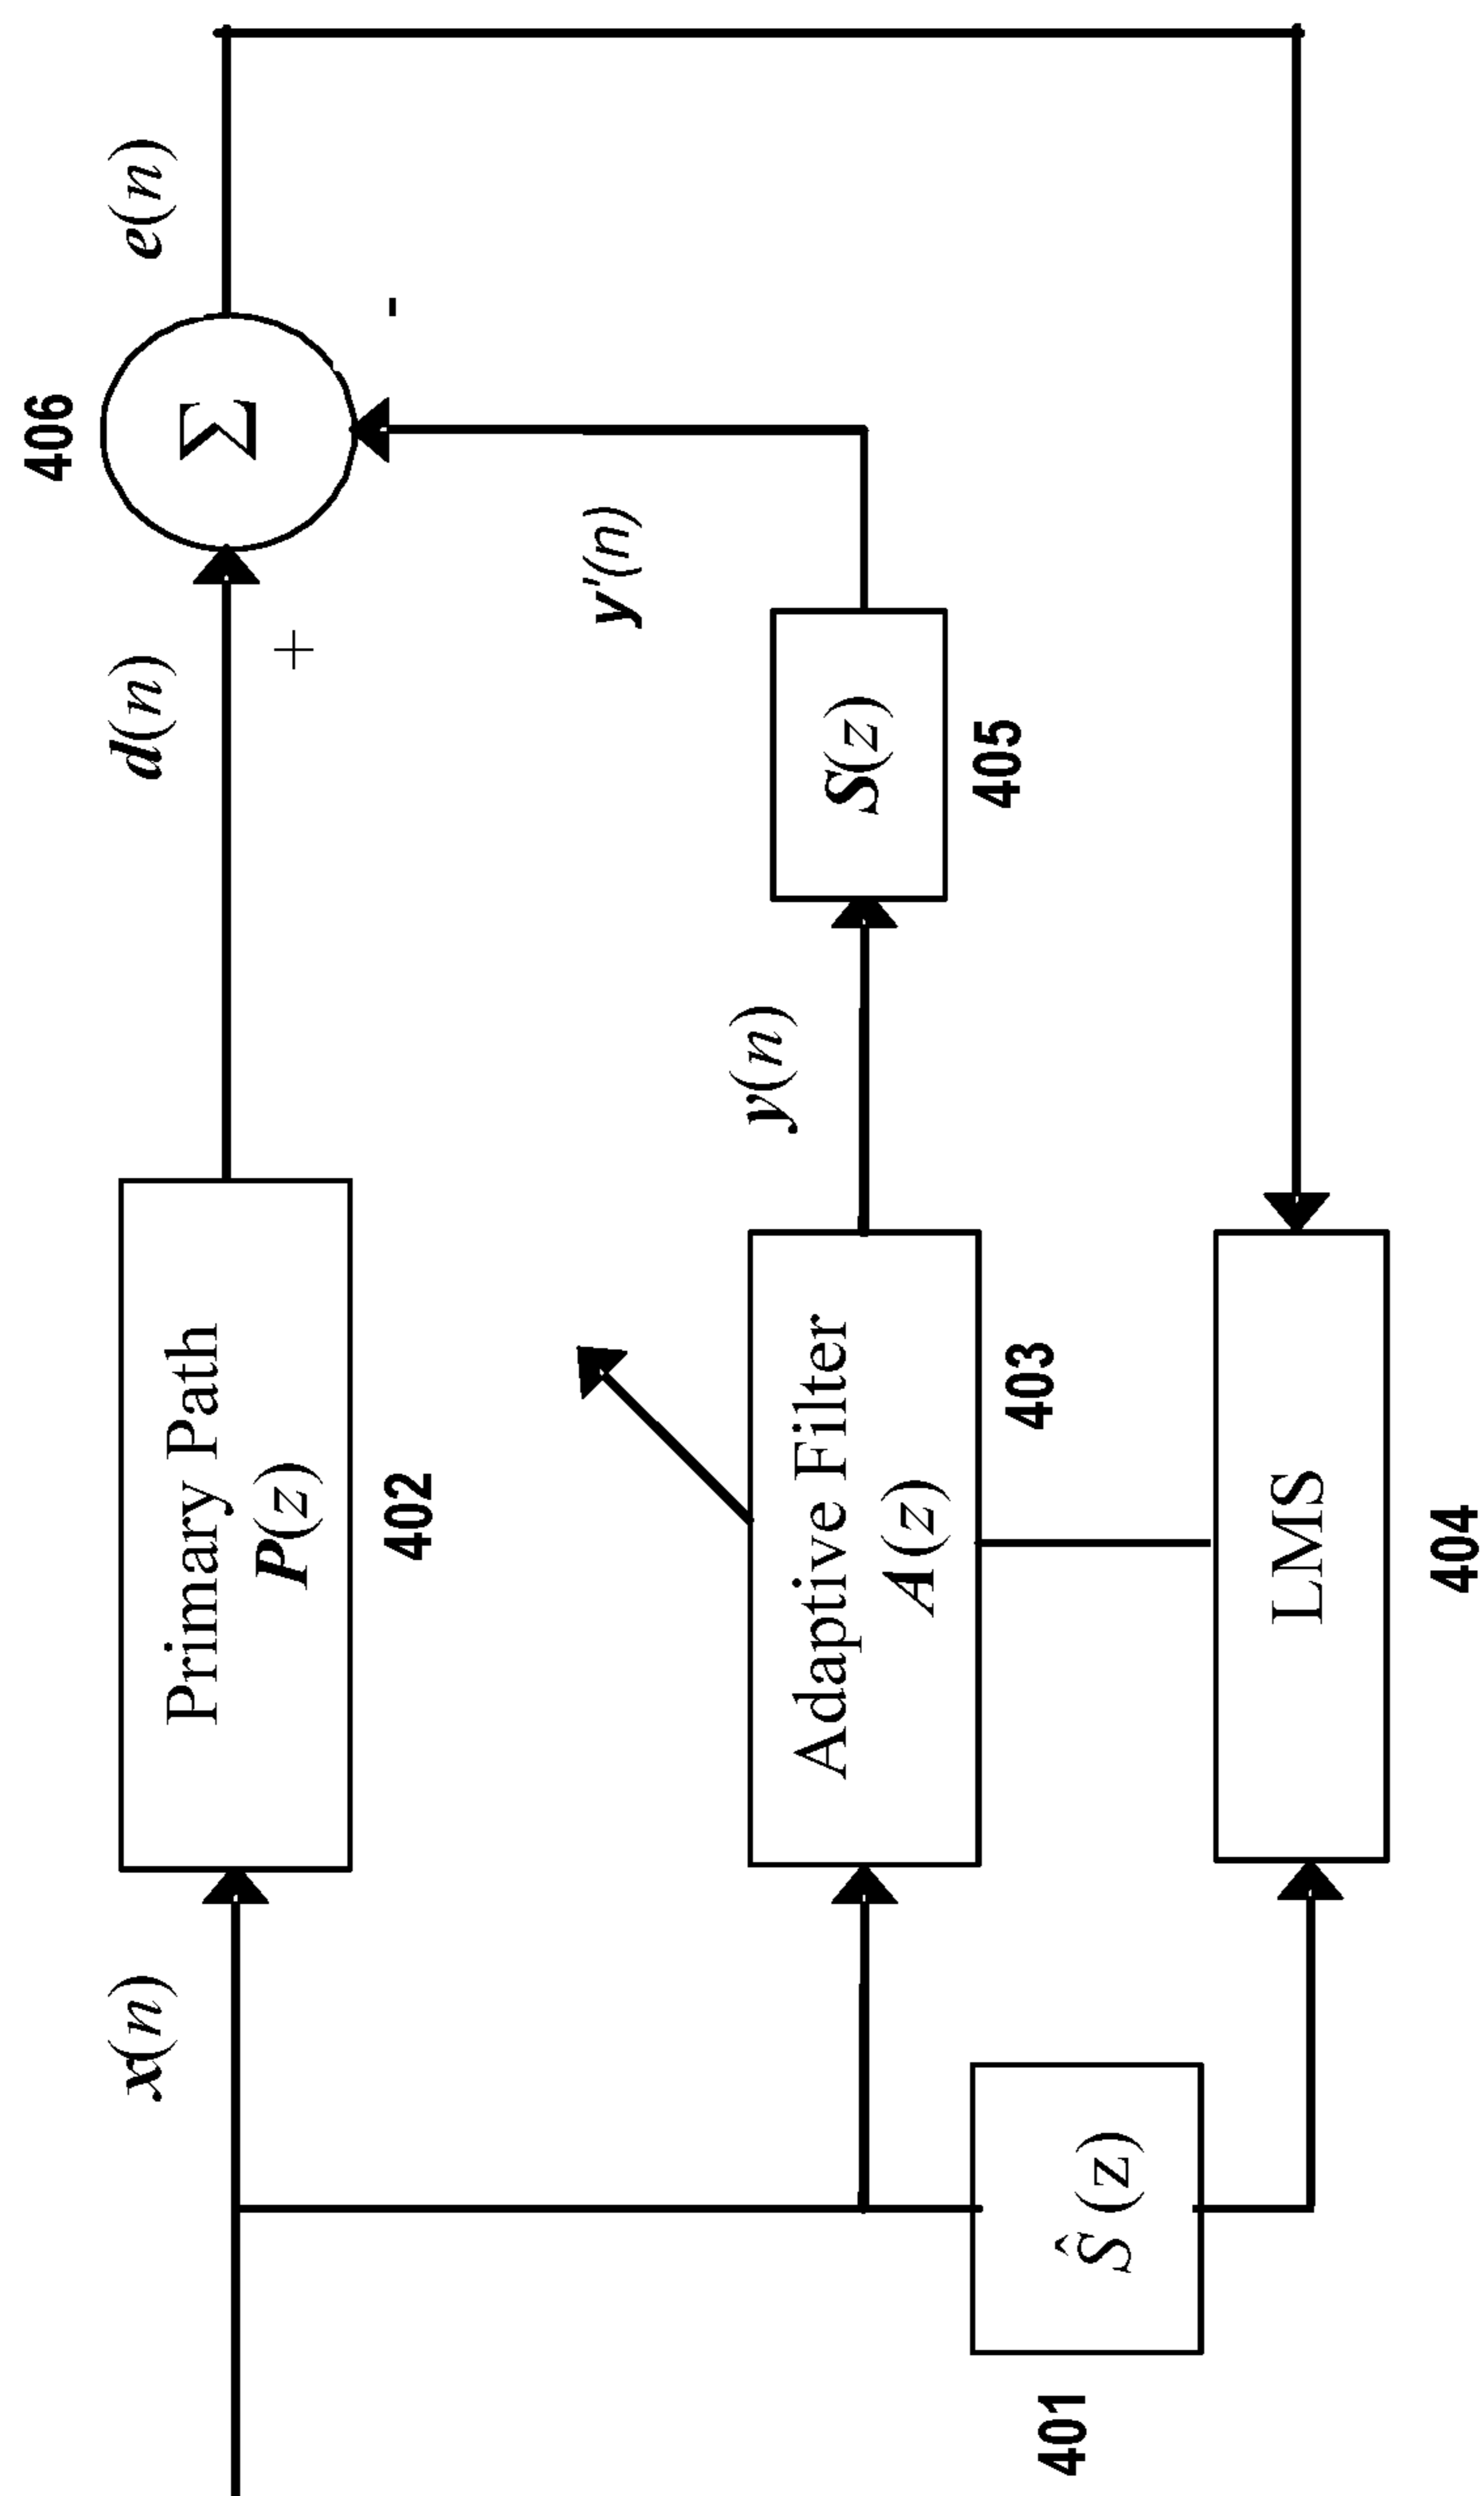 x(n)
Primary Path
P(z)
402
d(n)
+
406
Σ
e(n)
-
y'(n)
Adaptive Filter
A(z)
403
y(n)
S(z)
405
Ŝ(z)
401
LMS
404